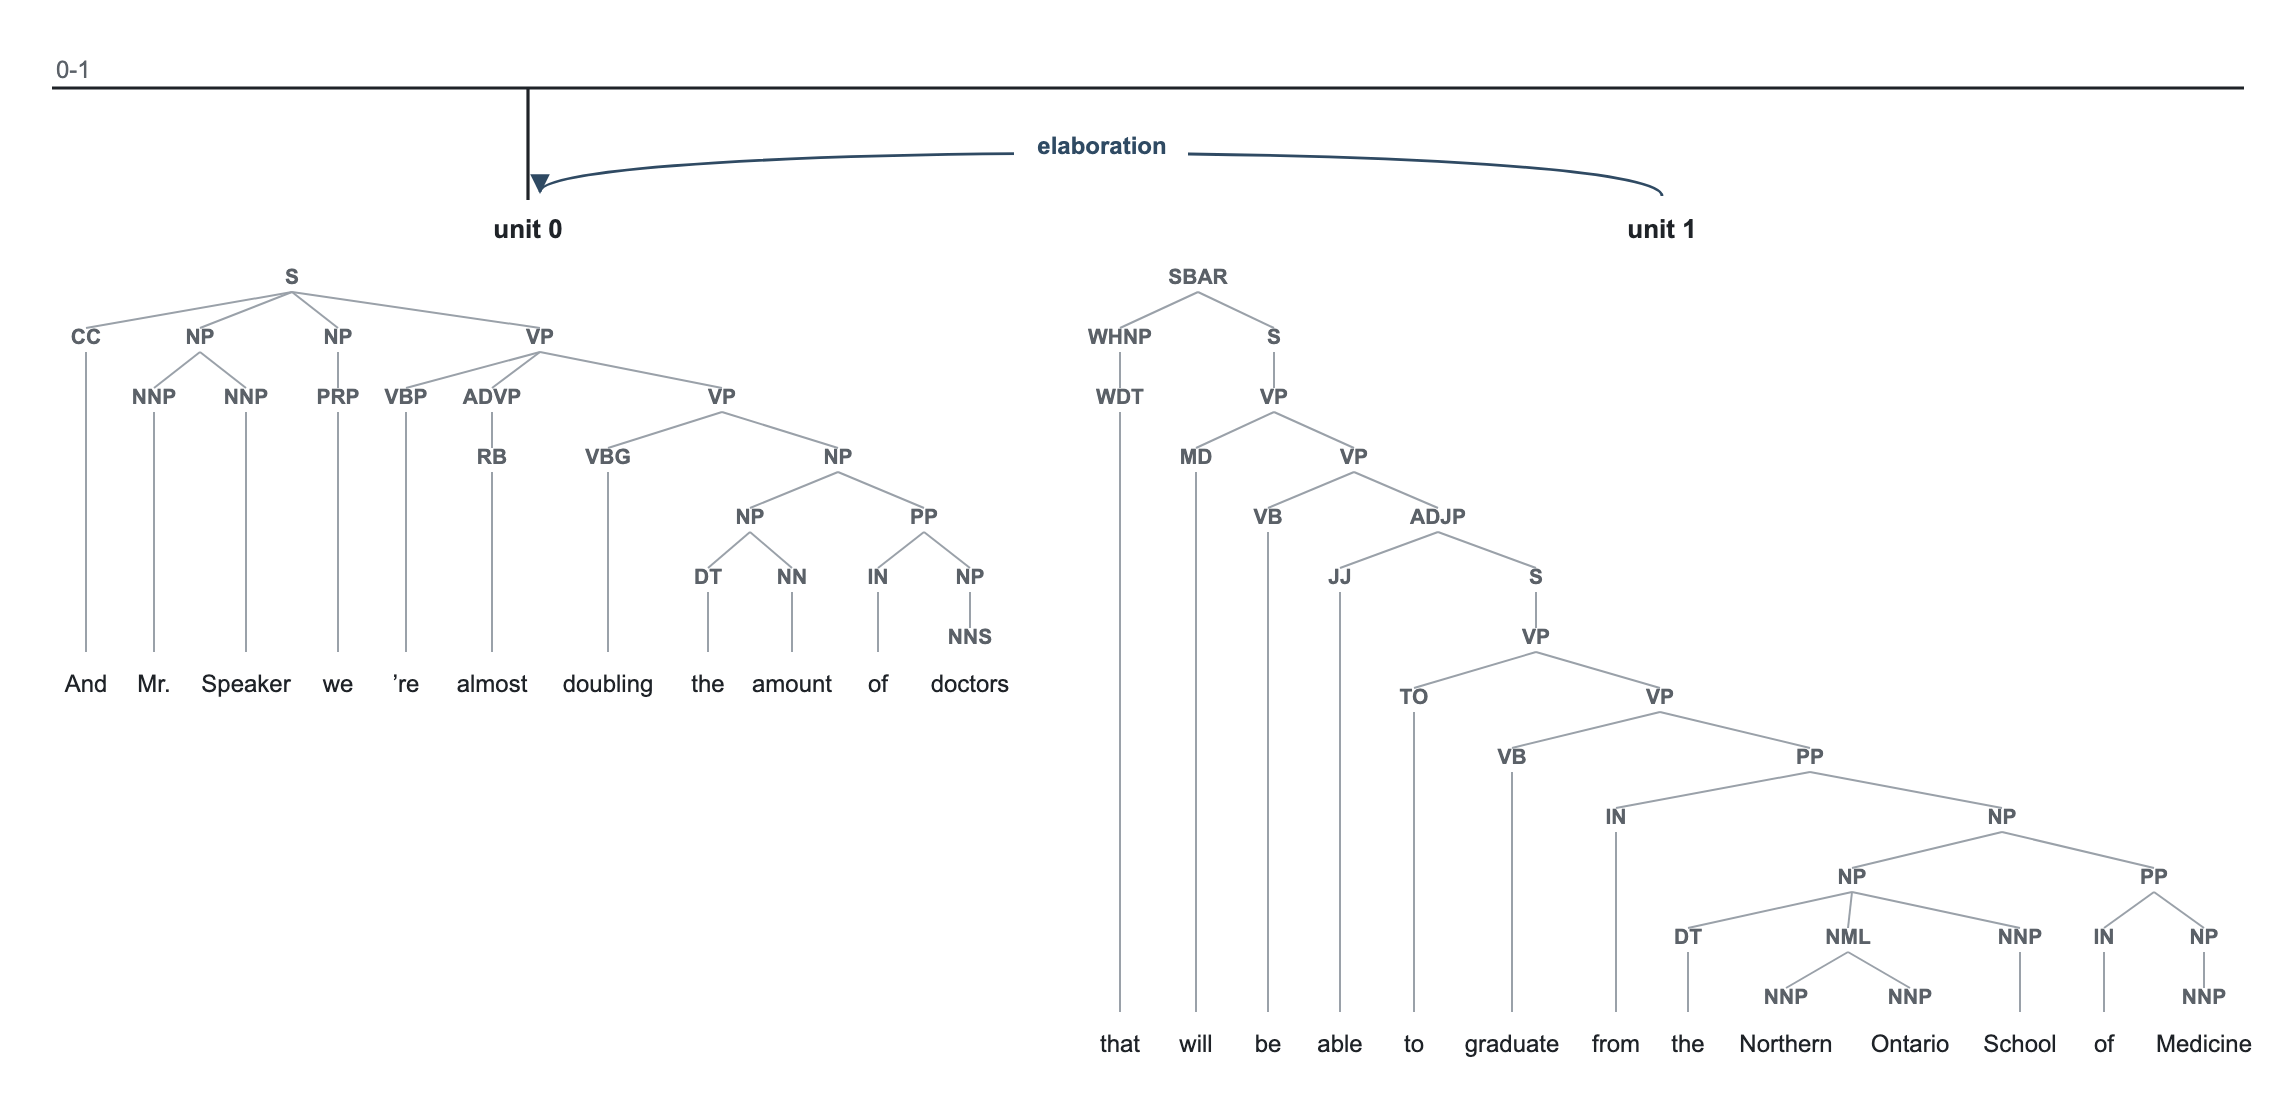 0-1
elaboration
unit 0 unit 1
S SBAR
CC NP NP VP WHNP S
NNP NNP PRP VBP ADVP VP WDT VP
RB VBG NP MD VP
NP PP VB ADJP
DT NN IN NP JJ S
NNS VP
And Mr. Speaker we ’re almost doubling the amount of doctors
TO VP
VB PP
IN NP
NP PP
DT NML NNP IN NP
NNP NNP NNP
that will be able to graduate from the Northern Ontario School of Medicine